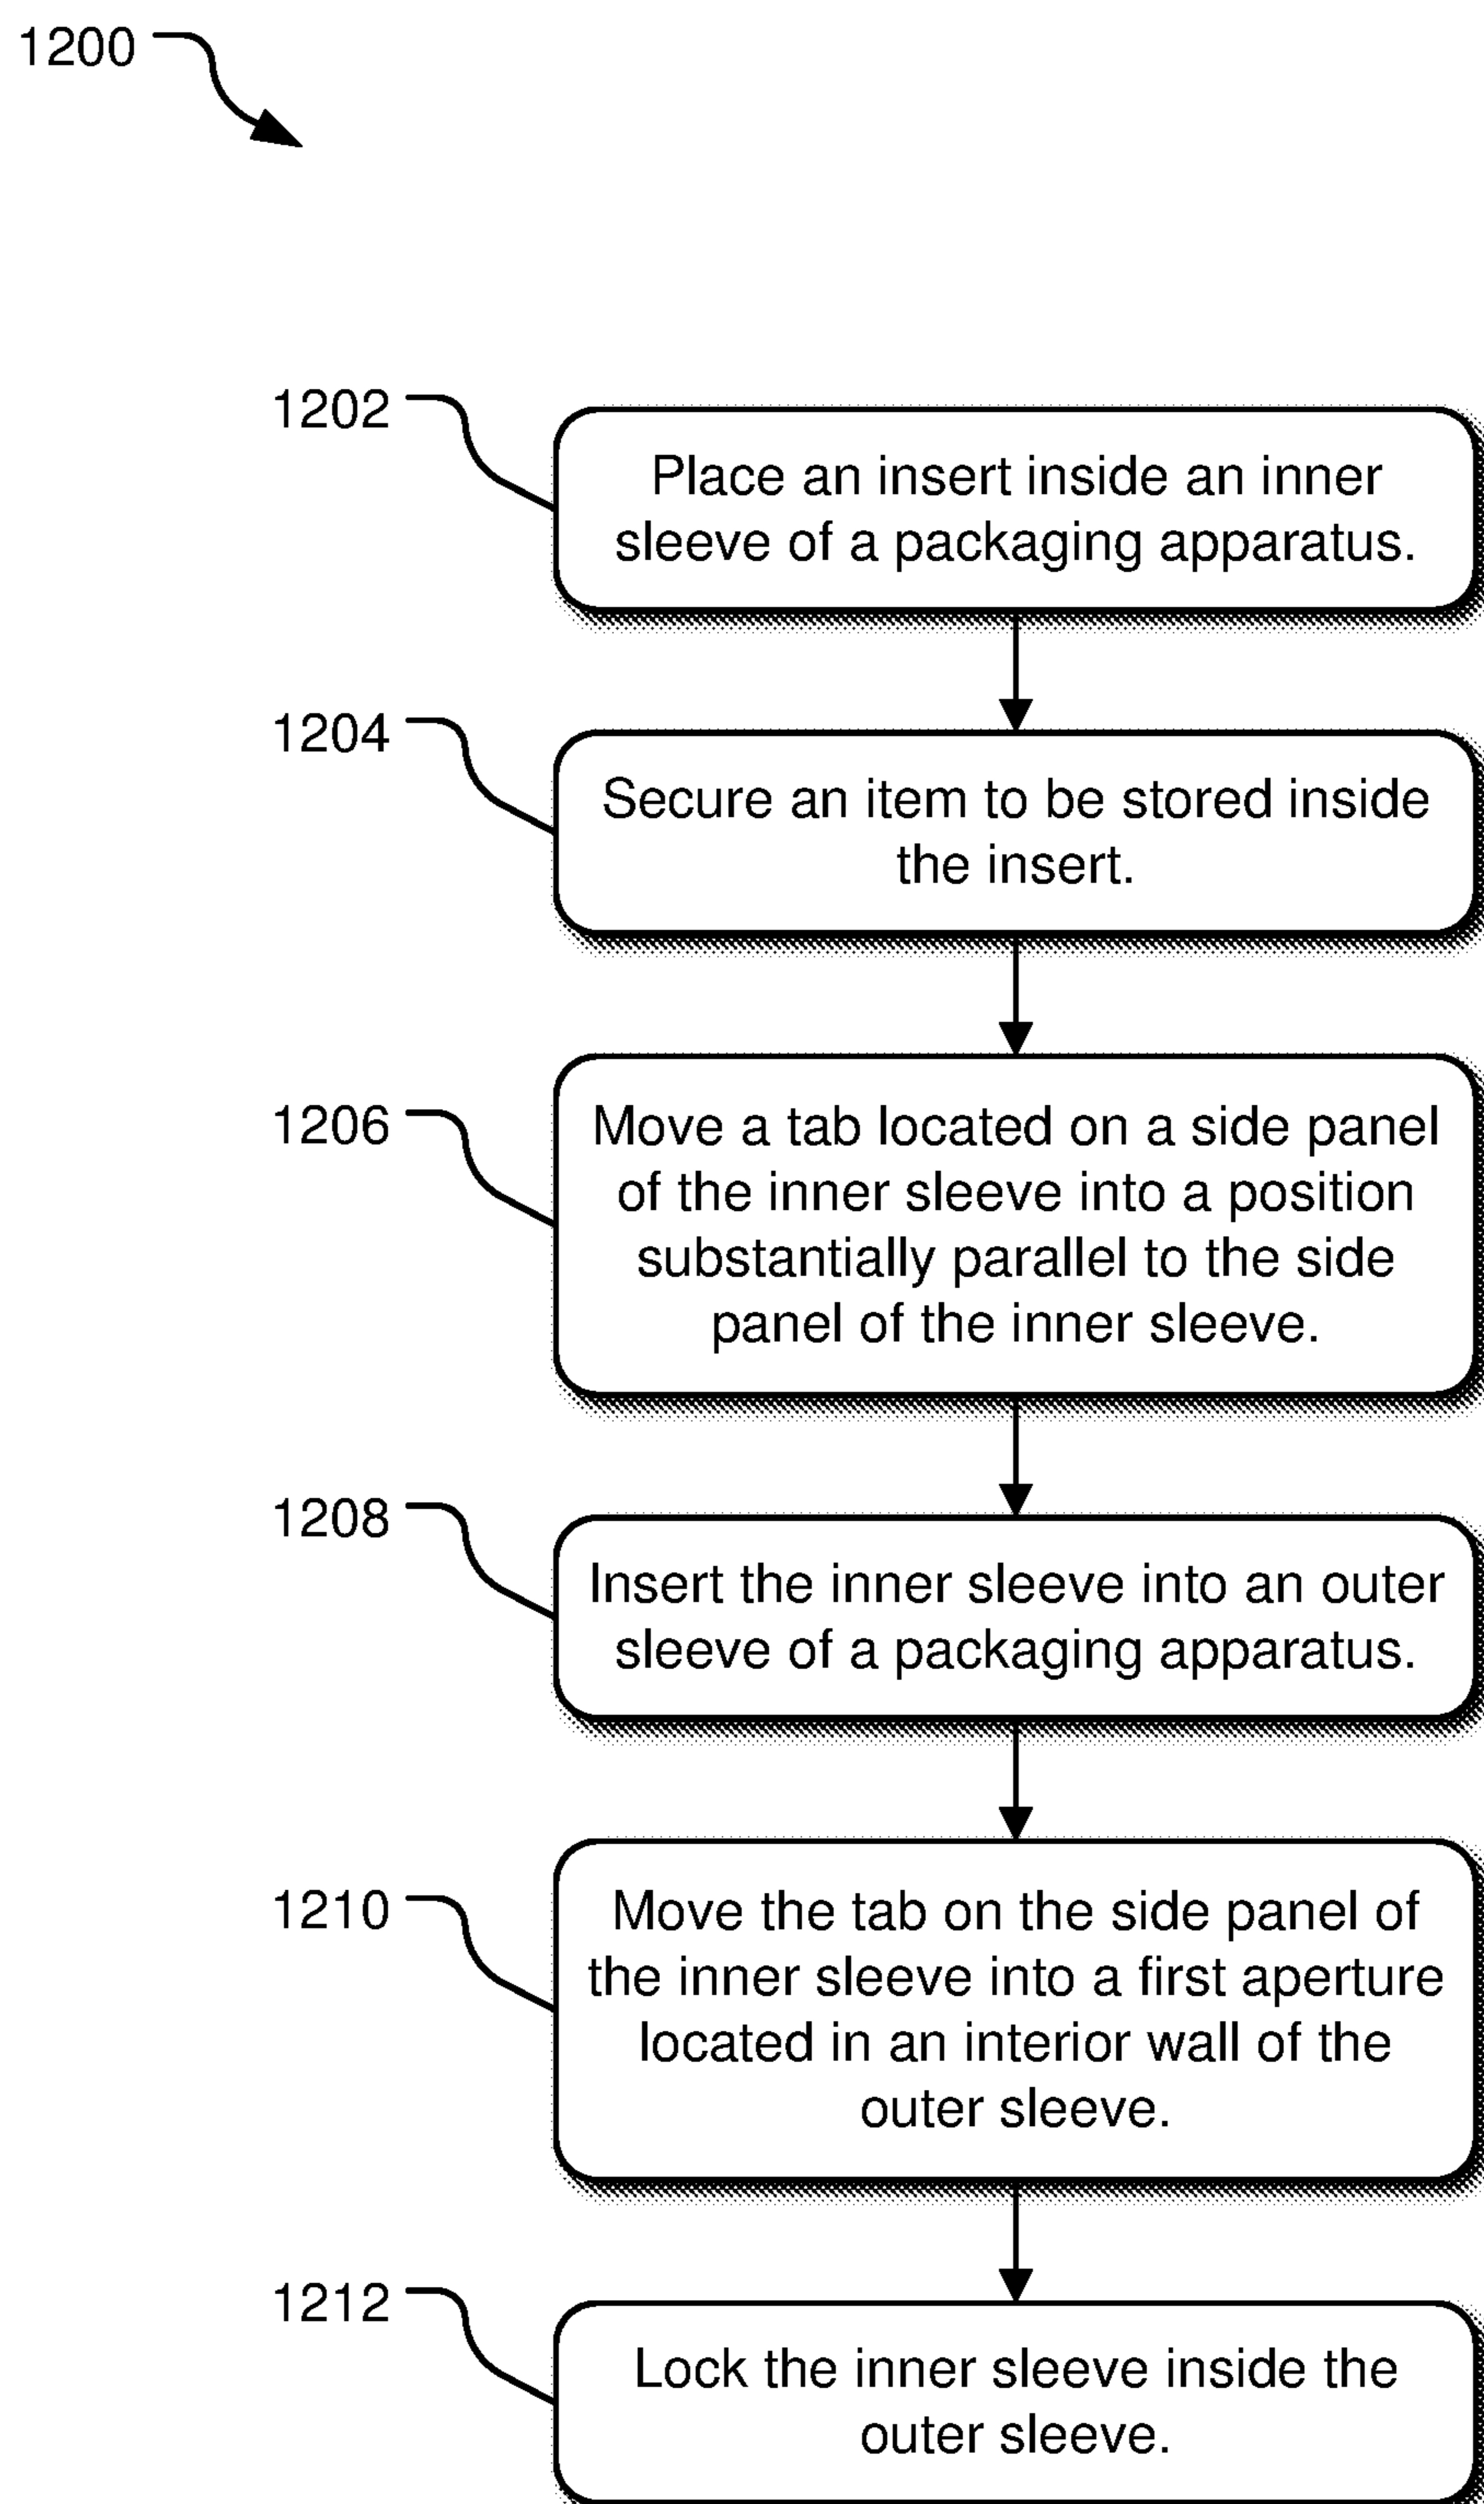 1200
1202
Place an insert inside an inner
sleeve of a packaging apparatus.
1204
Secure an item to be stored inside
the insert.
1206
Move a tab located on a side panel
of the inner sleeve into a position
substantially parallel to the side
panel of the inner sleeve.
1208
Insert the inner sleeve into an outer
sleeve of a packaging apparatus.
1210
Move the tab on the side panel of
the inner sleeve into a first aperture
located in an interior wall of the
outer sleeve.
1212
Lock the inner sleeve inside the
outer sleeve.